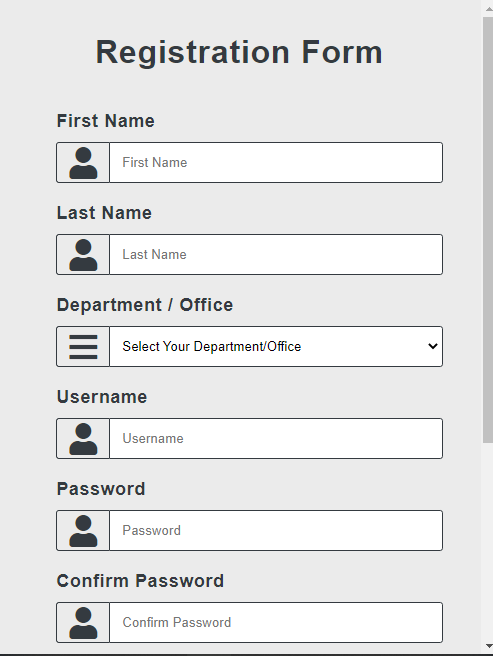 Registration Form
First Name
First Name
Last Name
Last Name
Department / Office
Select Your Department/Office
Username
Username
Password
Password
Confirm Password
Confirm Password